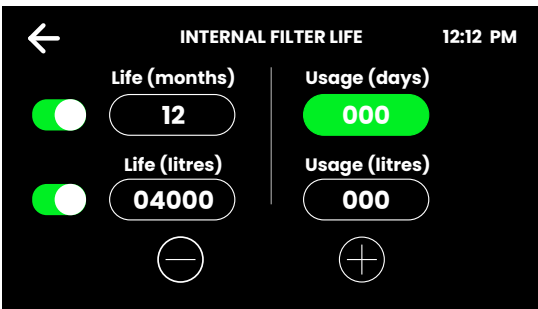 INTERNAL FILTER LIFE 12:12 PM
Life (months) Usage (days)
12 000
Life (litres) Usage (litres)
04000 000